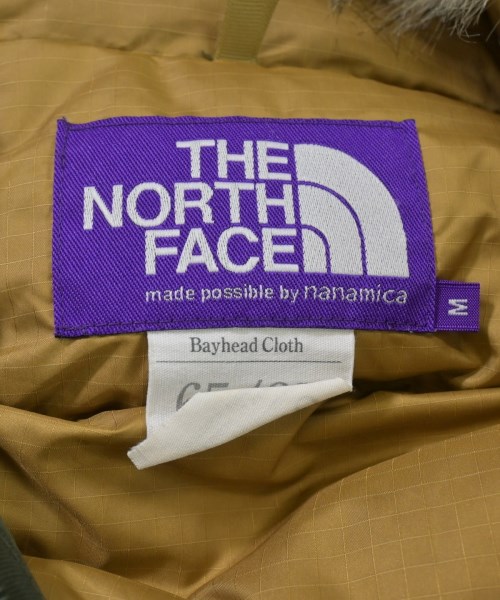 THE
NORTH
FACE
made possible by nanamica
M
Bayhead Cloth